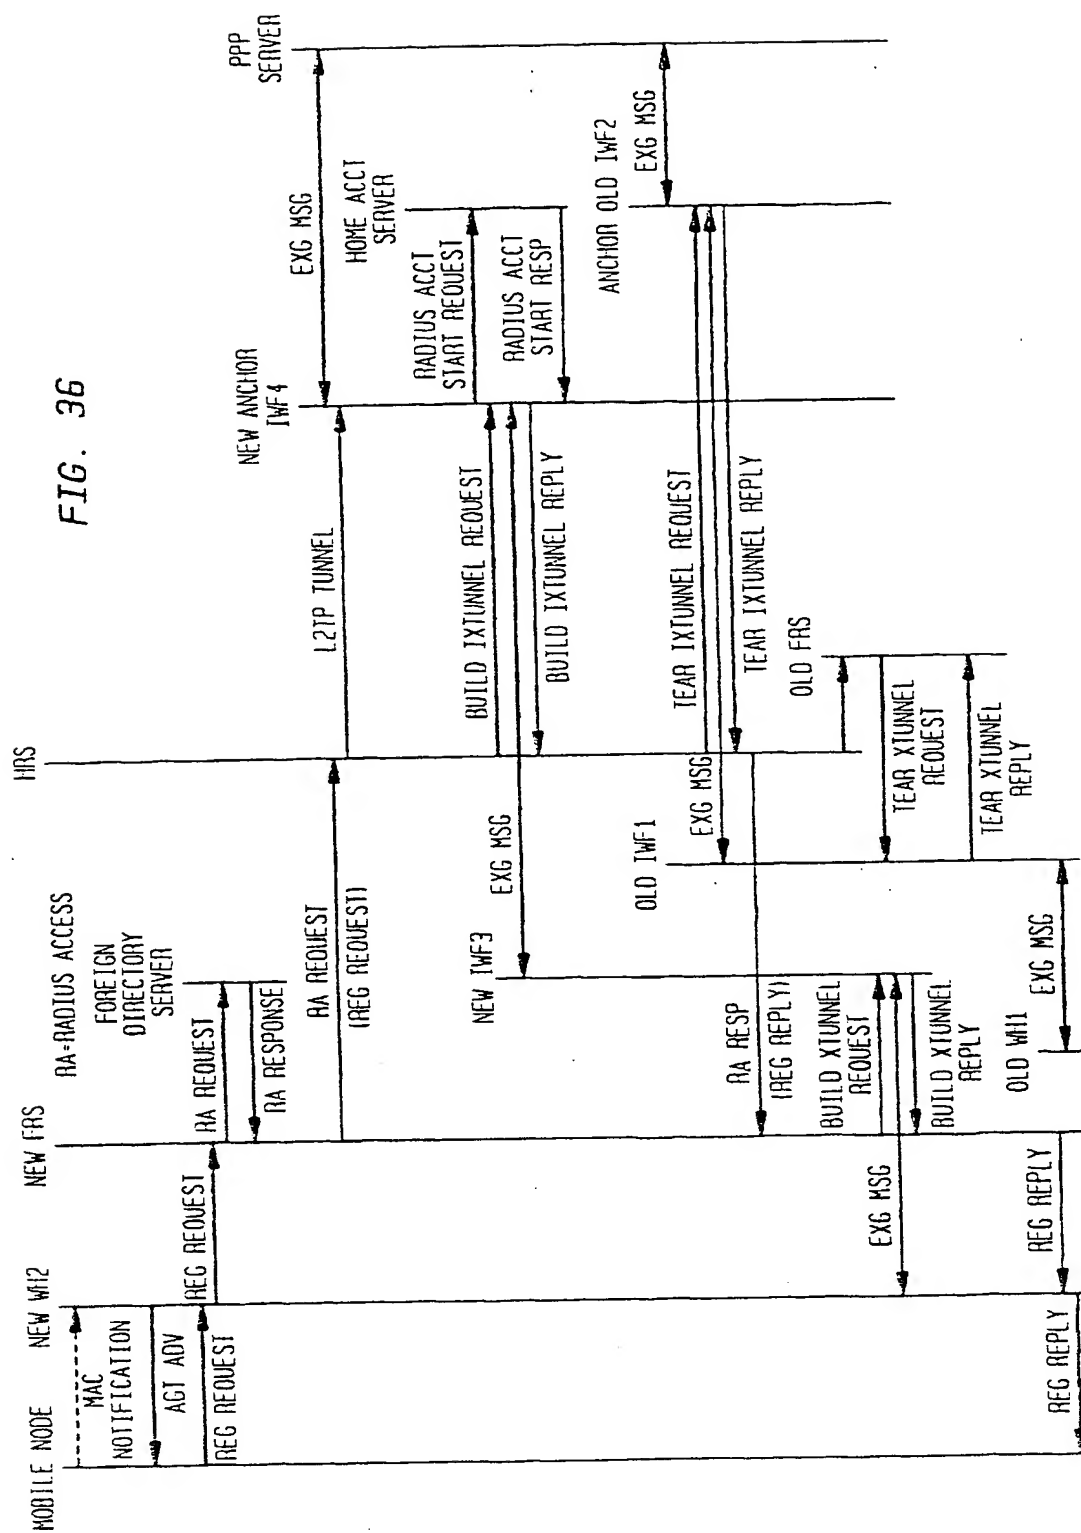 FIG. 36
MOBILE NODE
NEW WH2
NEW FRS
HRS
RA=RADIUS ACCESS
FOREIGN
DIRECTORY
SERVER
NEW ANCHOR
IWF4
HOME ACCT
SERVER
PPP
SERVER
MAC
NOTIFICATION
AGT ADV
REG REQUEST
REG REQUEST
RA REQUEST
RA RESPONSE)
RA REQUEST
(REG REQUEST)
L2TP TUNNEL
EXG MSG
RADIUS ACCT
START REQUEST
RADIUS ACCT
START RESP
BUILD IXTUNNEL REQUEST
EXG MSG
BUILD IXTUNNEL REPLY
NEW IWF3
ANCHOR OLD IWF2
EXG MSG
OLD IWF1
TEAR IXTUNNEL REQUEST
EXG MSG
TEAR IXTUNNEL REPLY
RA RESP
(REG REPLY)
OLD FRS
BUILD XTUNNEL
REQUEST
EXG MSG
BUILD XTUNNEL
REPLY
TEAR XTUNNEL
REQUEST
TEAR XTUNNEL
REPLY
OLD WH1
EXG MSG
REG REPLY
REG REPLY